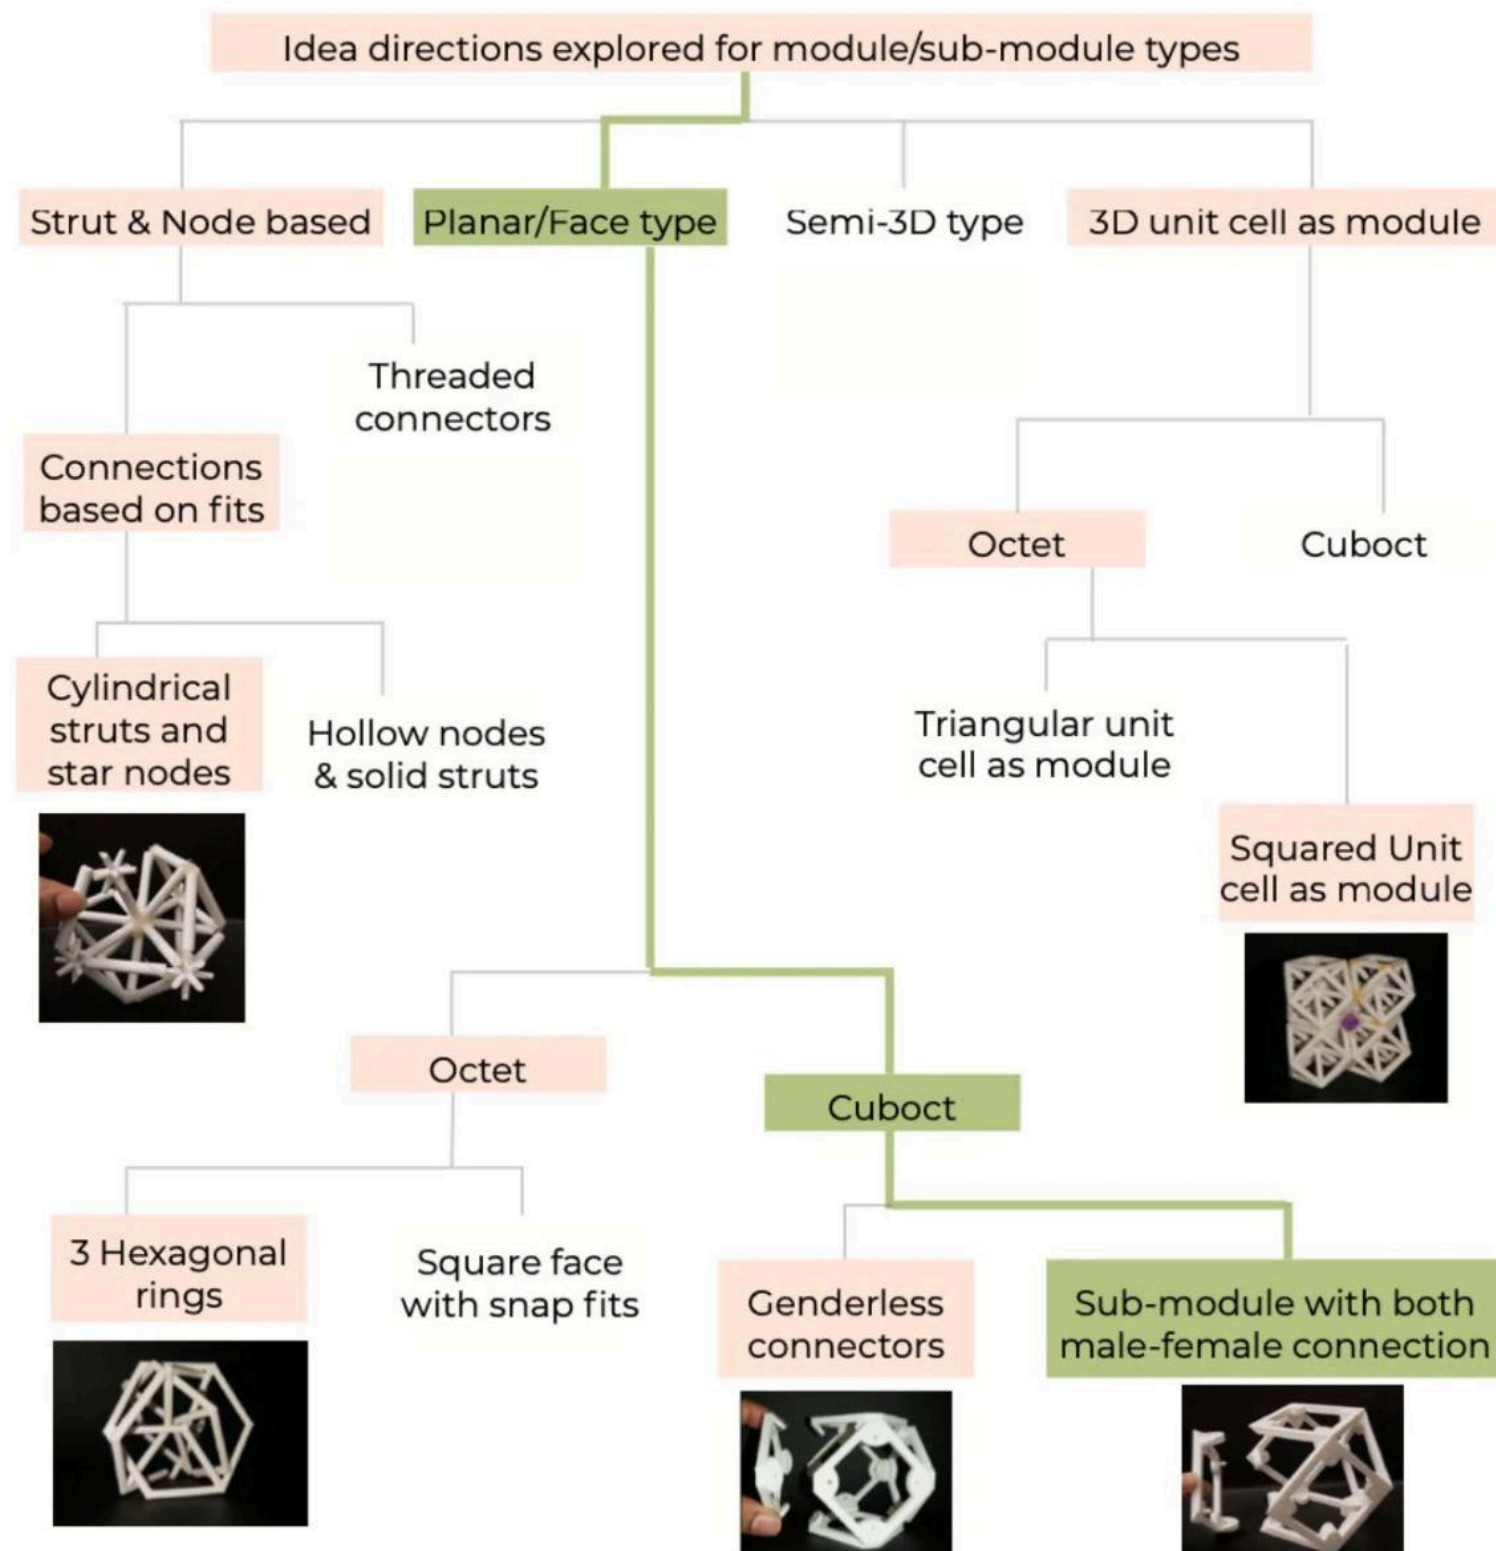 Idea directions explored for module/sub-module types
Strut & Node based
Planar/Face type
Semi-3D type
3D unit cell as module
Threaded
connectors
Connections
based on fits
Octet
Cuboct
Cylindrical
struts and
star nodes
Hollow nodes
& solid struts
Triangular unit
cell as module
Squared Unit
cell as module
Octet
Cuboct
3 Hexagonal
rings
Square face
with snap fits
Genderless
connectors
Sub-module with both
male-female connection